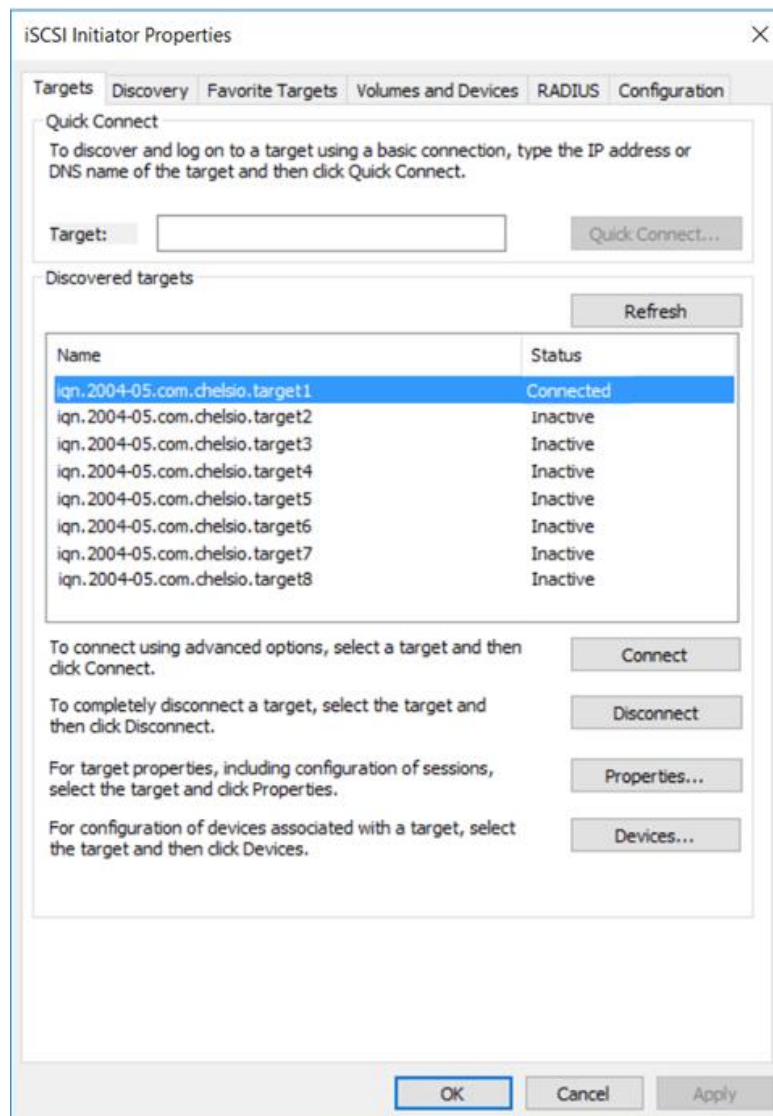 iSCSI Initiator Properties
Targets Discovery Favorite Targets Volumes and Devices RADIUS Configuration
Quick Connect
To discover and log on to a target using a basic connection, type the IP address or
DNS name of the target and then click Quick Connect.
Target: Quick Connect...
Discovered targets
Refresh
Name Status
iqn.2004-05.com.chelsio.target1 Connected
iqn.2004-05.com.chelsio.target2 Inactive
iqn.2004-05.com.chelsio.target3 Inactive
iqn.2004-05.com.chelsio.target4 Inactive
iqn.2004-05.com.chelsio.target5 Inactive
iqn.2004-05.com.chelsio.target6 Inactive
iqn.2004-05.com.chelsio.target7 Inactive
iqn.2004-05.com.chelsio.target8 Inactive
To connect using advanced options, select a target and then
click Connect.
Connect
To completely disconnect a target, select the target and
then click Disconnect.
Disconnect
For target properties, including configuration of sessions,
select the target and click Properties.
Properties...
For configuration of devices associated with a target, select
the target and then click Devices.
Devices...
OK Cancel Apply